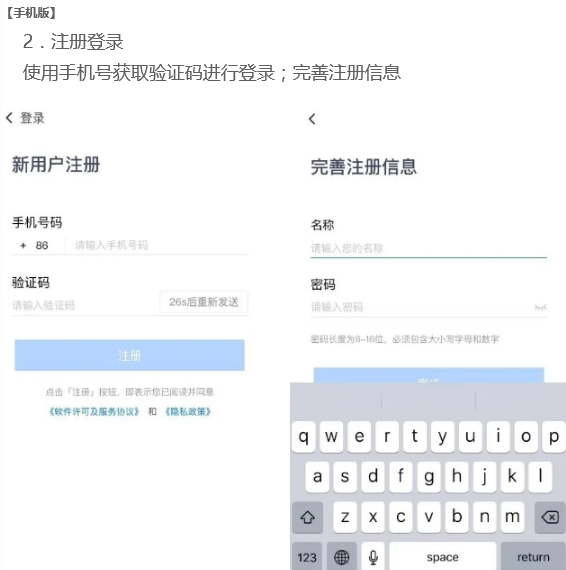 【手机版】
2．注册登录
使用手机号获取验证码进行登录；完善注册信息
登录
新用户注册
手机号码
+ 86 请输入手机号码
验证码
请输入验证码 26s后重新发送
注册
点击「注册」按钮，即表示您已阅读并同意
《软件许可及服务协议》 和 《隐私政策》
完善注册信息
名称
请输入您的名称
密码
请输入密码
密码长度为8-16位，必须包含大小写字母和数字
q w e r t y u i o p
a s d f g h j k l
z x c v b n m
123 space return